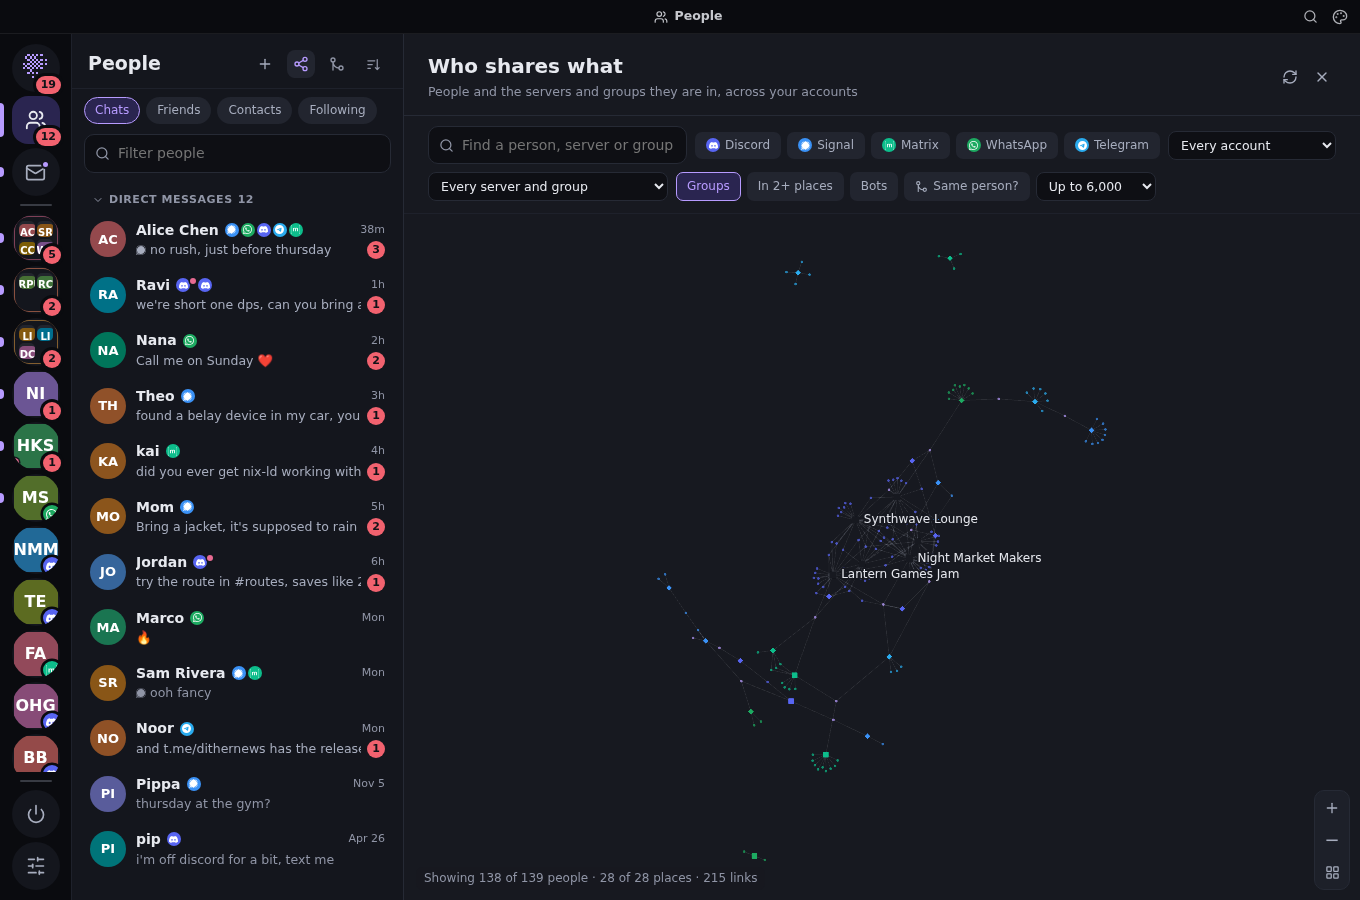 People
19
12
5
2
2
1
1
AC SR
CC
RP RC
LI LI
DC
NI
HKS
MS
NMM
TE
FA
OHG
BB
People
Chats Friends Contacts Following
Filter people
DIRECT MESSAGES 12
AC Alice Chen 38m
no rush, just before thursday 3
RA Ravi 1h
we're short one dps, can you bring 1
NA Nana 2h
Call me on Sunday ❤️ 2
TH Theo 3h
found a belay device in my car, you 1
KA kai 4h
did you ever get nix-ld working with 1
MO Mom 5h
Bring a jacket, it's supposed to rain 2
JO Jordan 6h
try the route in #routes, saves like 1
MA Marco Mon
🔥
SR Sam Rivera Mon
ooh fancy
NO Noor Mon
and t.me/dithernews has the release 1
PI Pippa Nov 5
thursday at the gym?
PI pip Apr 26
i'm off discord for a bit, text me
Who shares what
People and the servers and groups they are in, across your accounts
Find a person, server or group Discord Signal Matrix WhatsApp Telegram Every account
Every server and group Groups In 2+ places Bots Same person? Up to 6,000
Synthwave Lounge
Night Market Makers
Lantern Games Jam
Showing 138 of 139 people · 28 of 28 places · 215 links